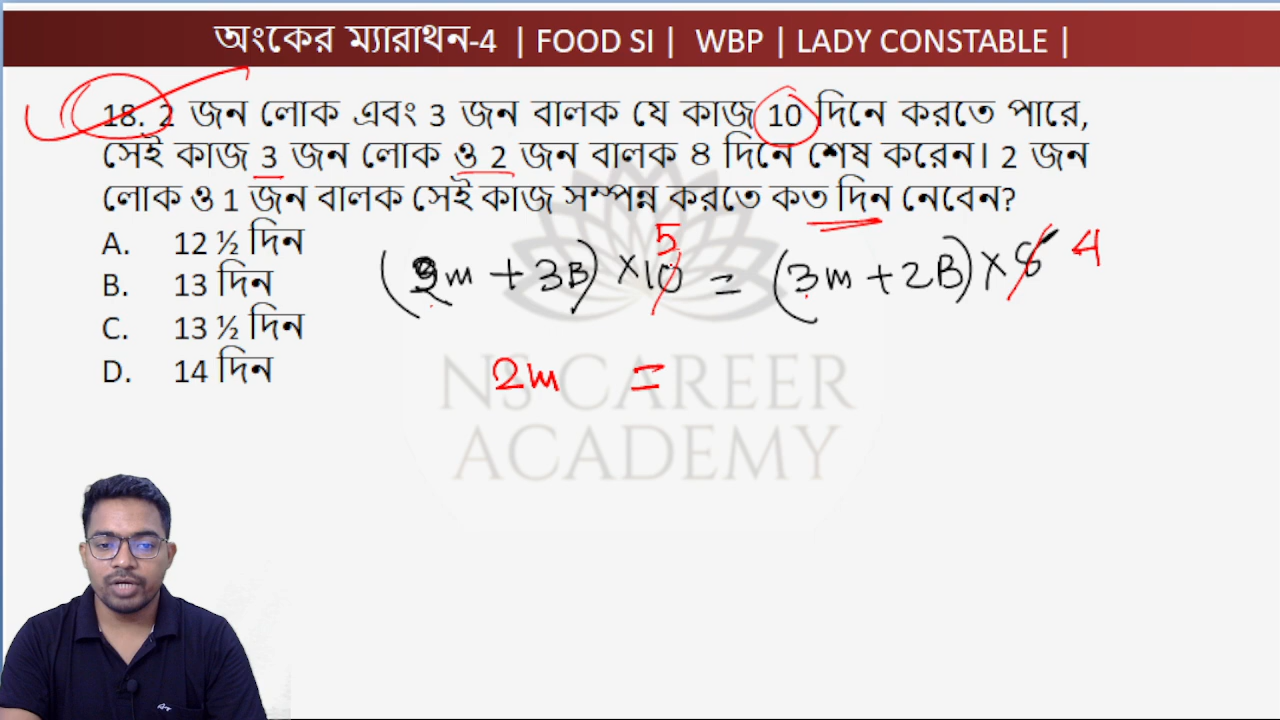 অংকের ম্যারাথন-4 | FOOD SI | WBP | LADY CONSTABLE |
18. 2 জন লোক এবং 3 জন বালক যে কাজ 10 দিনে করতে পারে,
সেই কাজ 3 জন লোক ও 2 জন বালক ৪ দিনে শেষ করেন। 2 জন
লোক ও 1 জন বালক সেই কাজ সম্পন্ন করতে কত দিন নেবেন?
A. 12 ½ দিন
B. 13 দিন
C. 13 ½ দিন
D. 14 দিন
5
(2m + 3B) × 10 = (3m + 2B) × 8 4
2m =
NS CAREER
ACADEMY